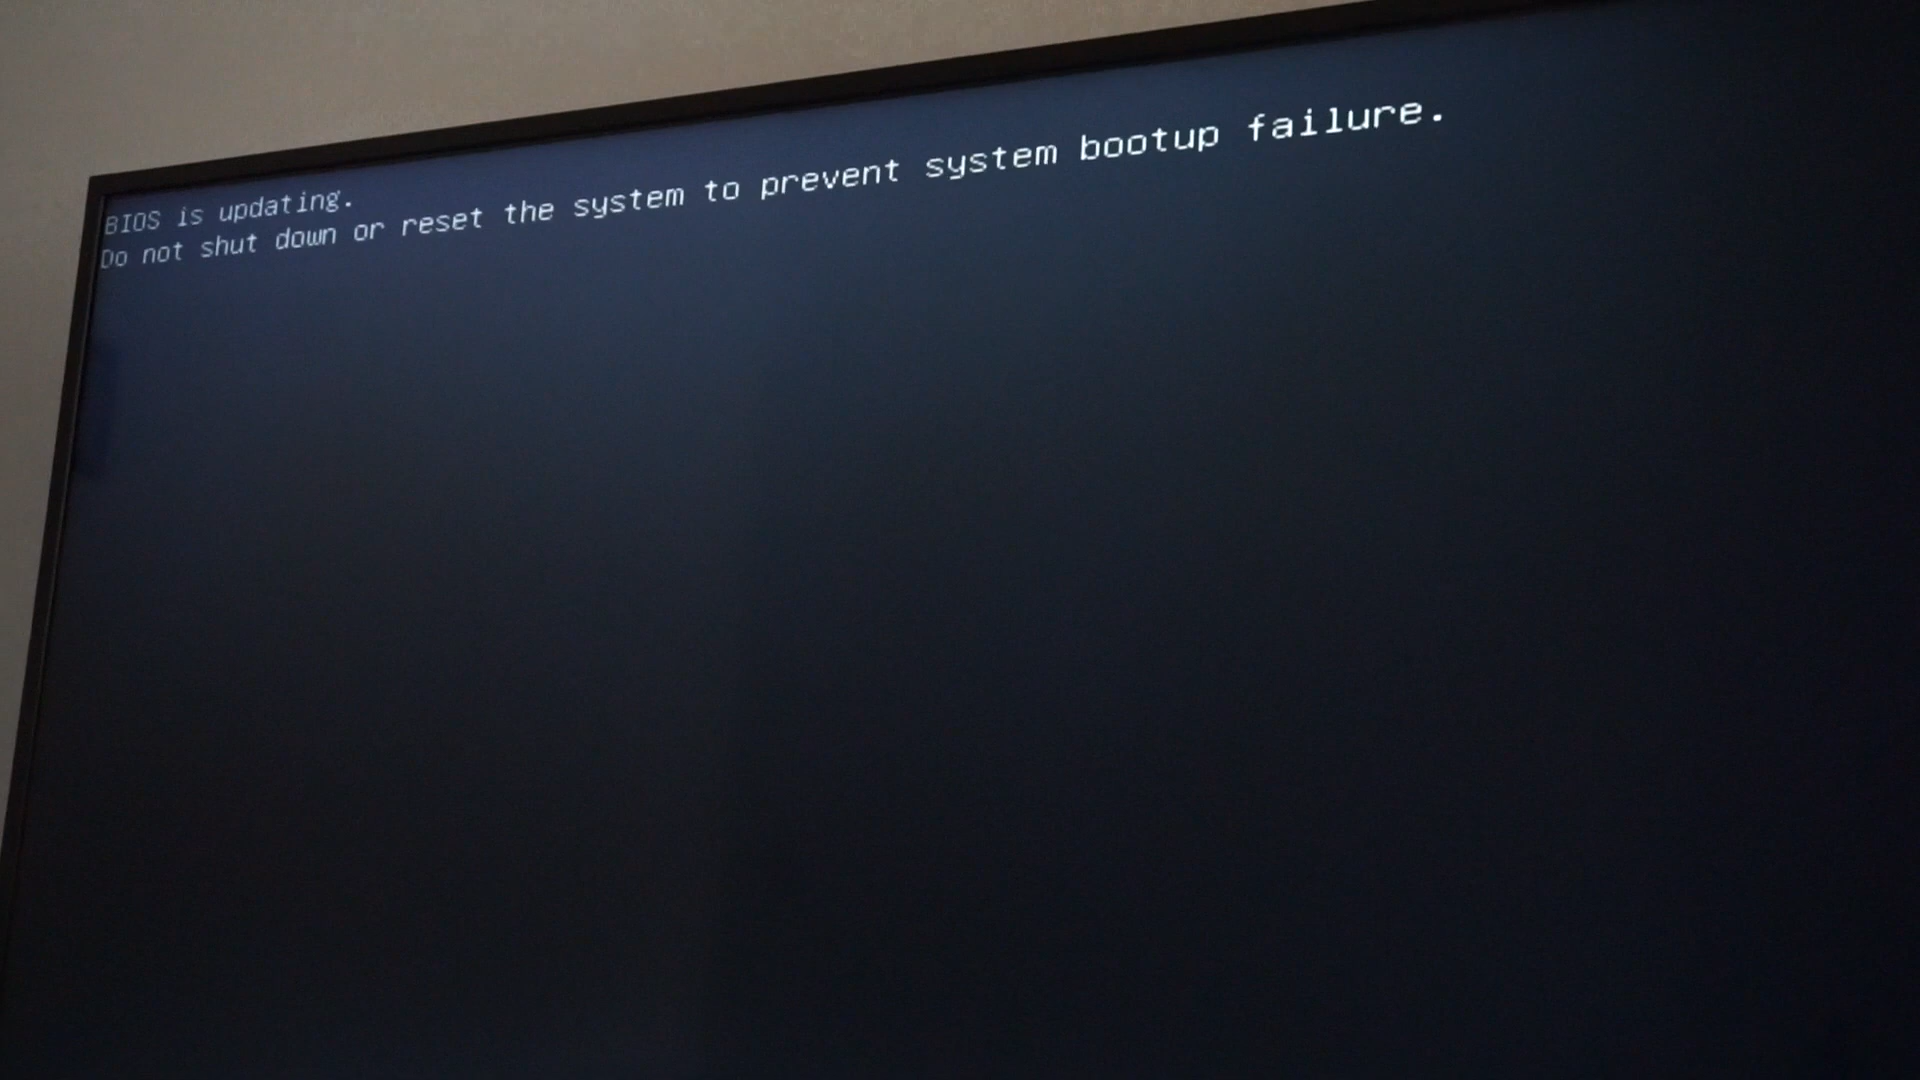 BIOS is updating.
Do not shut down or reset the system to prevent system bootup failure.